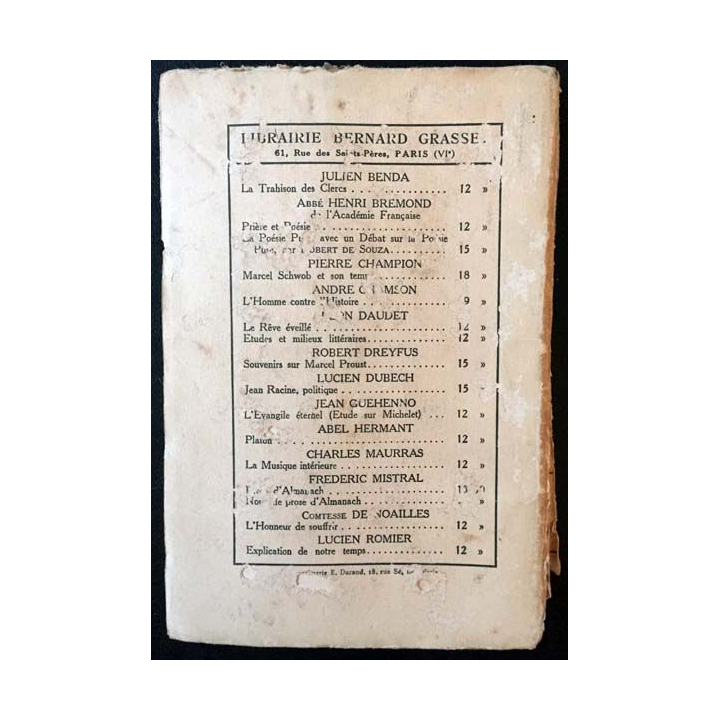 LIBRAIRIE BERNARD GRASSE
61, Rue des Saints-Pères, PARIS (VIe)
JULIEN BENDA
La Trahison des Clercs . . . . . . . . . . . . . . 12 »
ABBÉ HENRI BREMOND
de l'Académie Française
Prière et Poésie . . . . . . . . . . . . . . . . . 12 »
La Poésie avec un Débat sur la Poésie
ROBERT DE SOUZA . . . . . . . . . . 15 »
PIERRE CHAMPION
Marcel Schwob et son temps . . . . . . . . . . . 18 »
ANDRE CHAMSON
L'Homme contre l'Histoire . . . . . . . . . . . . 9 »
LEON DAUDET
Le Rêve éveillé . . . . . . . . . . . . . . . . . 12 »
Etudes et milieux littéraires . . . . . . . . . . . 12 »
ROBERT DREYFUS
Souvenirs sur Marcel Proust . . . . . . . . . . . 15 »
LUCIEN DUBECH
Jean Racine, politique . . . . . . . . . . . . . . 15
JEAN GUEHENNO
L'Evangile éternel (Etude sur Michelet) . . . 12 »
ABEL HERMANT
Platon . . . . . . . . . . . . . . . . . . . . . . 12 »
CHARLES MAURRAS
La Musique intérieure . . . . . . . . . . . . . . 12 »
FREDERIC MISTRAL
d'Almanach . . . . . . . . . . . . . . . .
de prose d'Almanach . . . . . . . . . . »
COMTESSE DE NOAILLES
L'Honneur de souffrir . . . . . . . . . . . . . . 12 »
LUCIEN ROMIER
Explication de notre temps . . . . . . . . . . . . 12 »
E. Durand, 18, rue